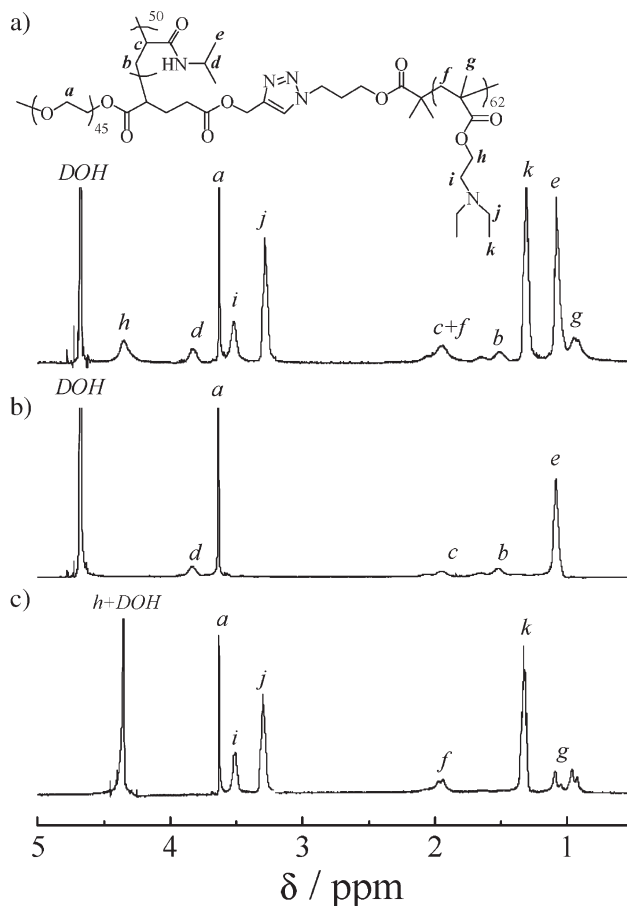 a)
50
e
c
O
b
HN
d
a
f
g
O
O
N=N
N
O
O
O
45
O
O
62
O
O
h
i
N
j
k
DOH
a
k
e
j
h
d
i
c+f
b
g
b)
DOH
a
e
d
c
b
c)
h+DOH
a
k
j
i
f
g
5 4 3 2 1
δ / ppm